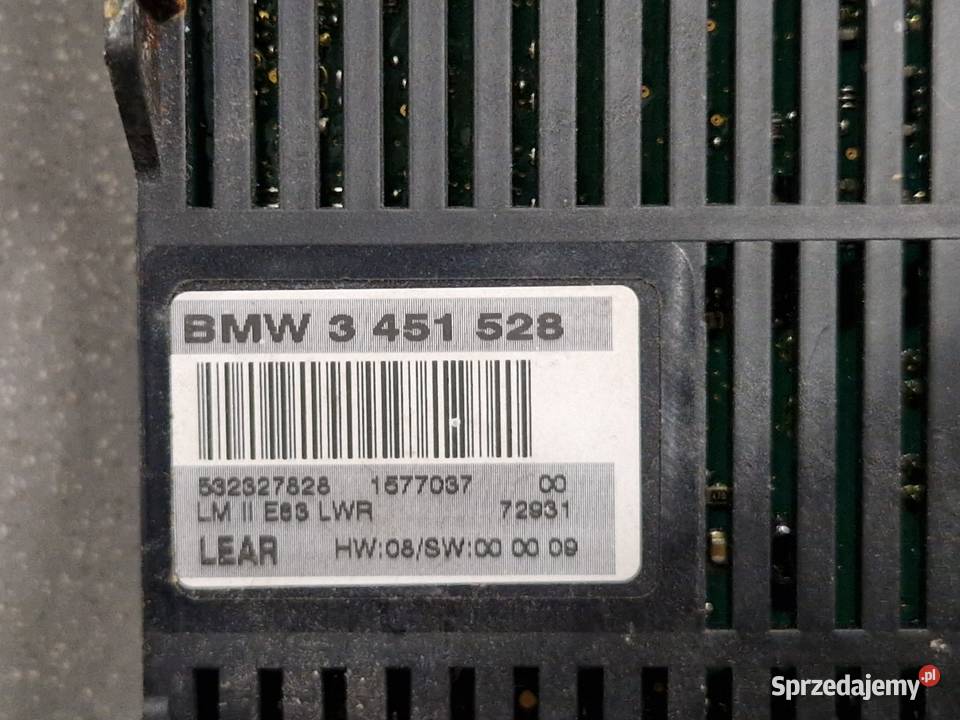 BMW 3 451 528
532327828 1577037 00
LM II E83 LWR 72931
LEAR HW:08/SW:00 00 09
Sprzedajemy.pl